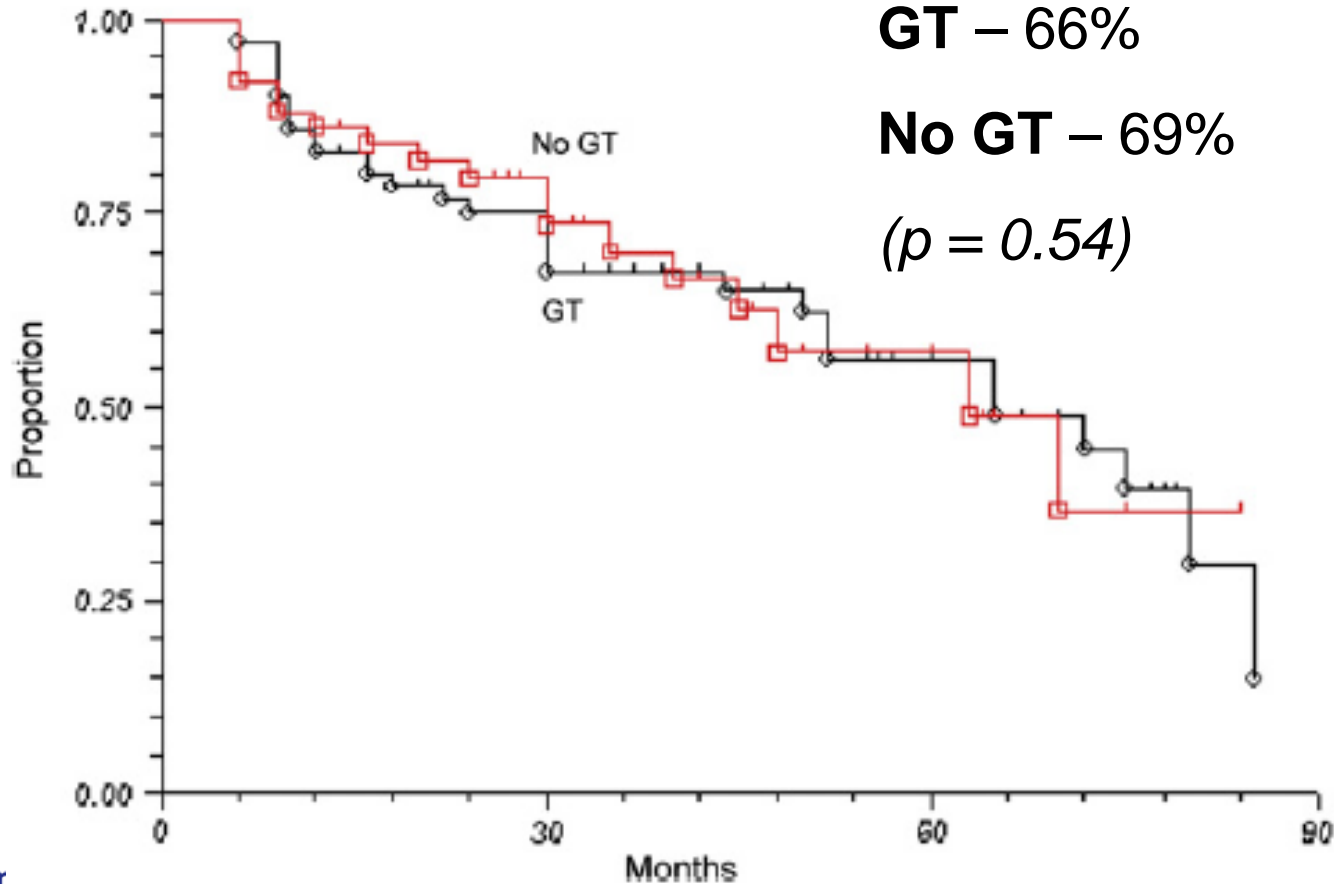 GT – 66%
No GT – 69%
(p = 0.54)
1.00
0.75
0.50
0.25
0.00
Proportion
No GT
GT
0
30
60
90
Months
r